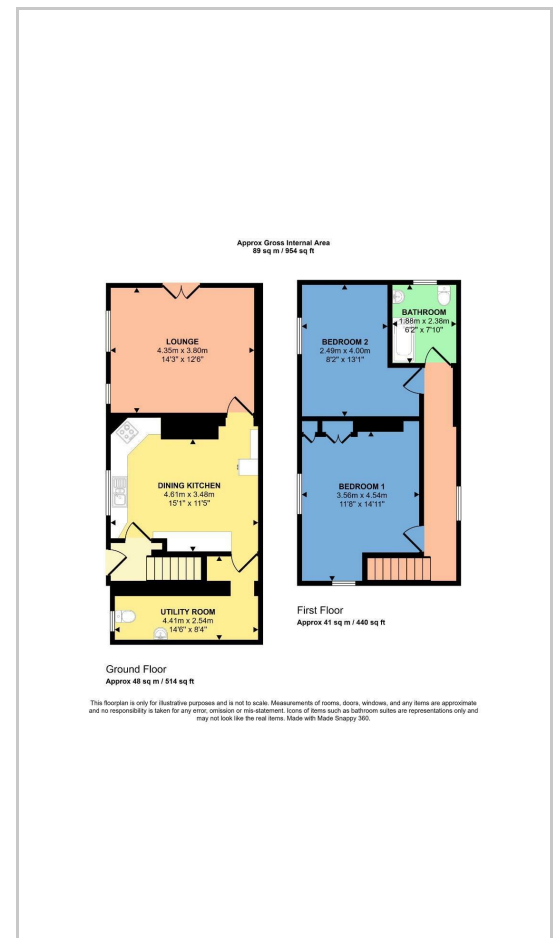 Approx Gross Internal Area
89 sq m / 954 sq ft
LOUNGE
4.35m x 3.80m
14'3" x 12'6"
DINING KITCHEN
4.61m x 3.48m
15'1" x 11'5"
UTILITY ROOM
4.41m x 2.54m
14'6" x 8'4"
Ground Floor
Approx 48 sq m / 514 sq ft
BATHROOM
1.88m x 2.38m
6'2" x 7'10"
BEDROOM 2
2.49m x 4.00m
8'2" x 13'1"
BEDROOM 1
3.56m x 4.54m
11'8" x 14'11"
First Floor
Approx 41 sq m / 440 sq ft
This floorplan is only for illustrative purposes and is not to scale. Measurements of rooms, doors, windows, and any items are approximate
and no responsibility is taken for any error, omission or mis-statement. Icons of items such as bathroom suites are representations only and
may not look like the real items. Made with Made Snappy 360.